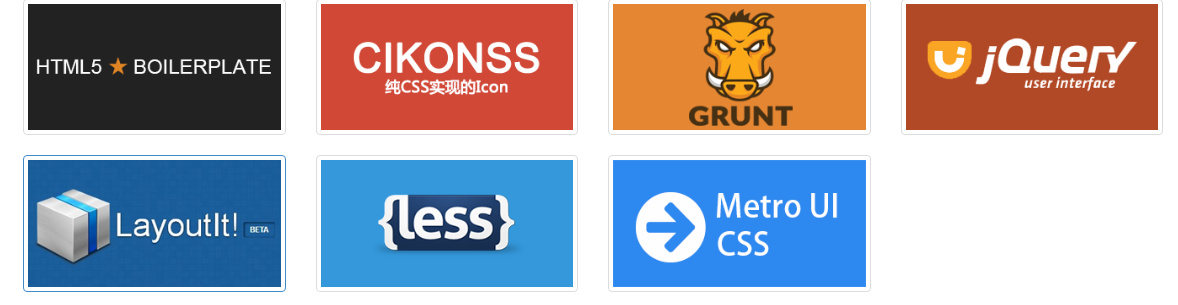 HTML5 ★ BOILERPLATE
CIKONSS
纯CSS实现的Icon
GRUNT
jQuery
user interface
LayoutIt! BETA
{less}
Metro UI
CSS